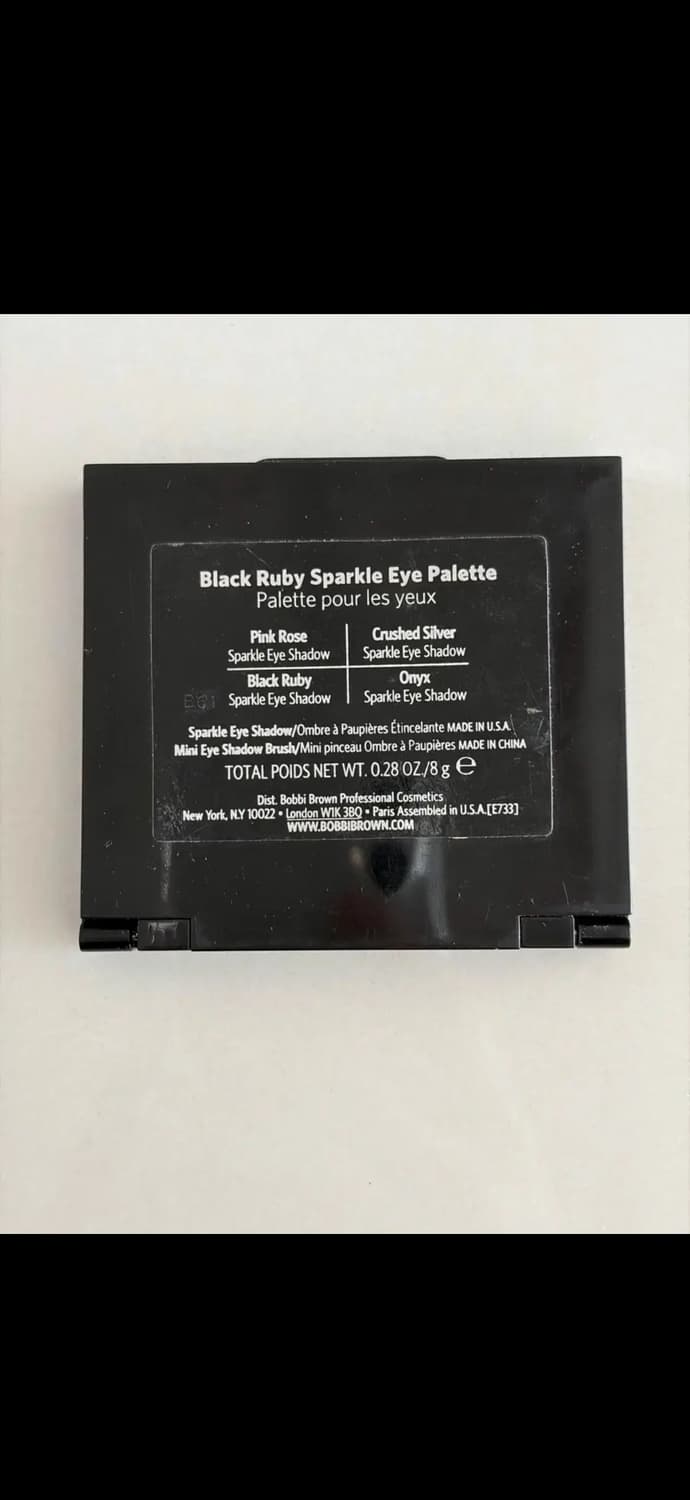 Black Ruby Sparkle Eye Palette
Palette pour les yeux
Pink Rose
Sparkle Eye Shadow
Crushed Silver
Sparkle Eye Shadow
Black Ruby
Sparkle Eye Shadow
Onyx
Sparkle Eye Shadow
Sparkle Eye Shadow/Ombre à Paupières Étincelante MADE IN U.S.A.
Mini Eye Shadow Brush/Mini pinceau Ombre à Paupières MADE IN CHINA
TOTAL POIDS NET WT. 0.28 OZ./8 g ℮
Dist. Bobbi Brown Professional Cosmetics
New York, N.Y 10022 • London W1K 3BQ • Paris Assembled in U.S.A.[E733]
WWW.BOBBIBROWN.COM